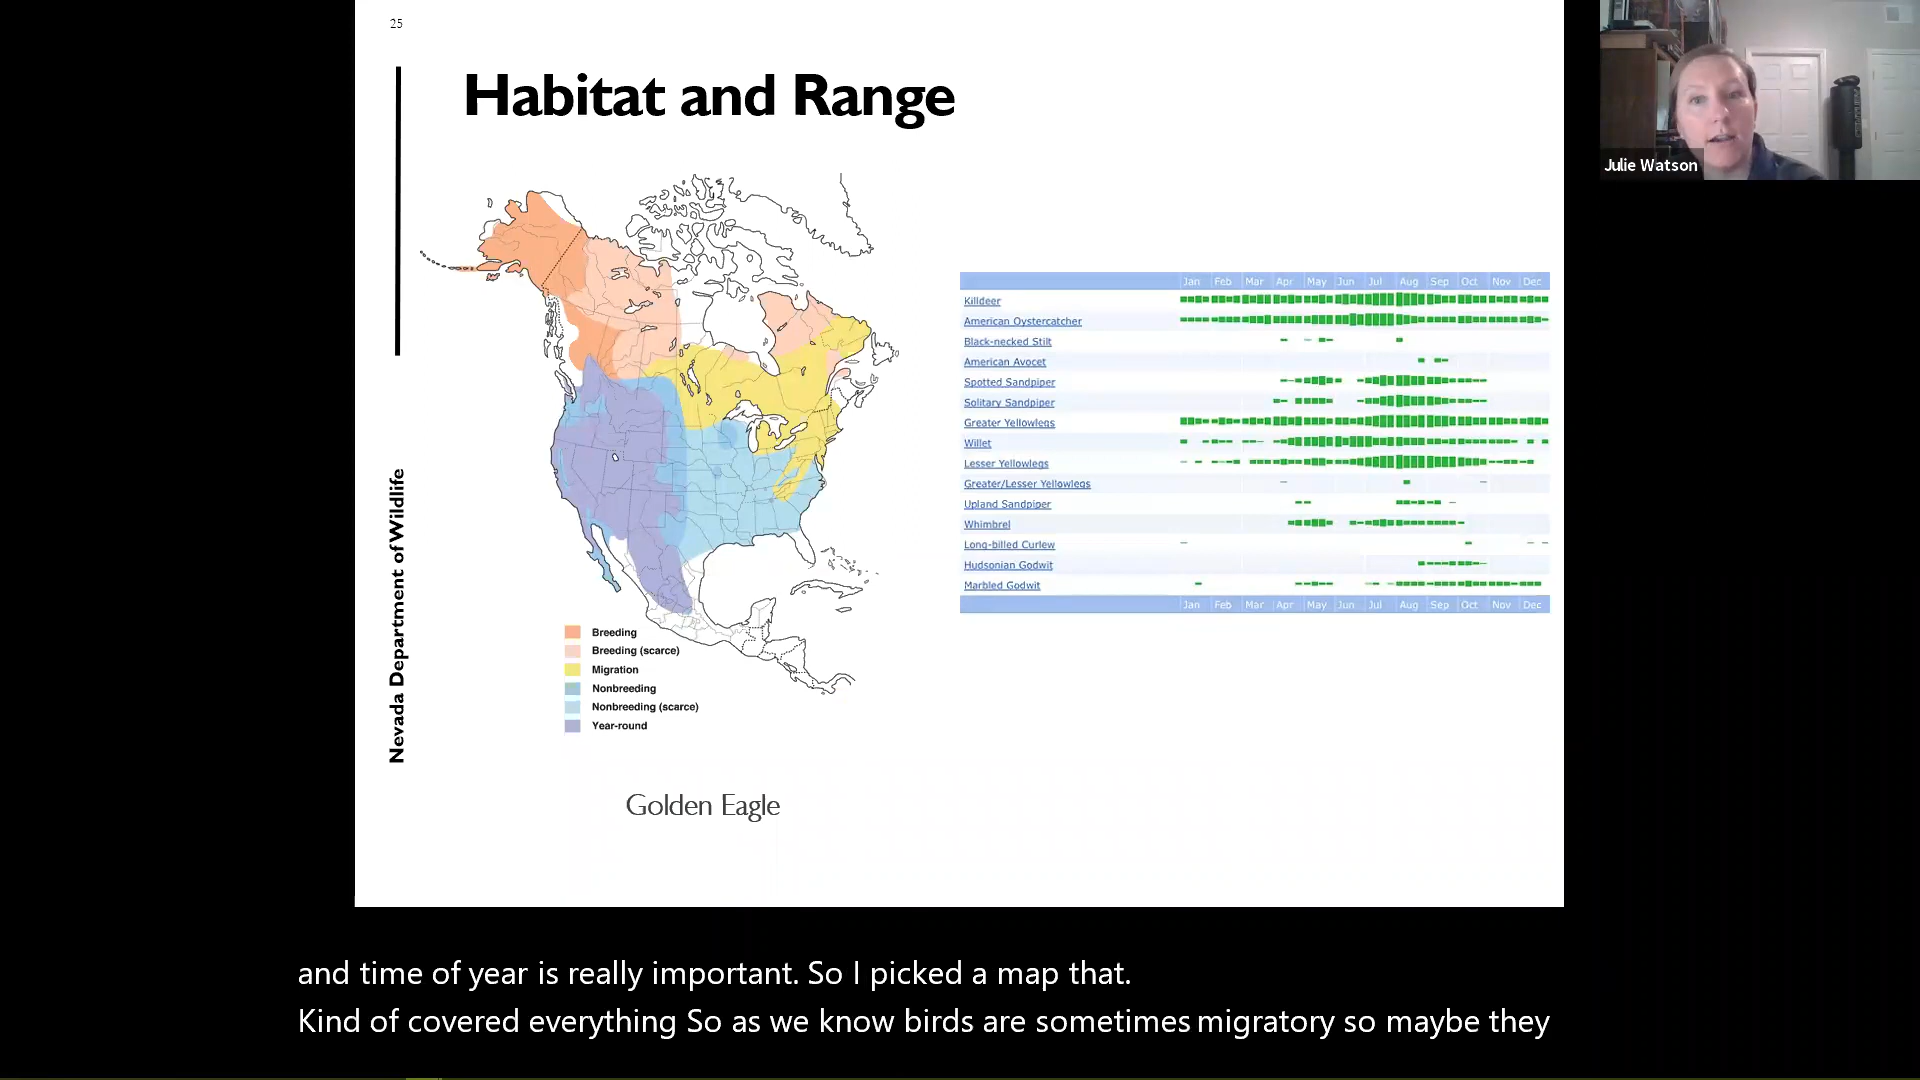 25
Habitat and Range
Nevada Department of Wildlife
Julie Watson
Breeding
Breeding (scarce)
Migration
Nonbreeding
Nonbreeding (scarce)
Year-round
Golden Eagle
Jan Feb Mar Apr May Jun Jul Aug Sep Oct Nov Dec
Killdeer
American Oystercatcher
Black-necked Stilt
American Avocet
Spotted Sandpiper
Solitary Sandpiper
Greater Yellowlegs
Willet
Lesser Yellowlegs
Greater/Lesser Yellowlegs
Upland Sandpiper
Whimbrel
Long-billed Curlew
Hudsonian Godwit
Marbled Godwit
Jan Feb Mar Apr May Jun Jul Aug Sep Oct Nov Dec
and time of year is really important. So I picked a map that.
Kind of covered everything So as we know birds are sometimes migratory so maybe they